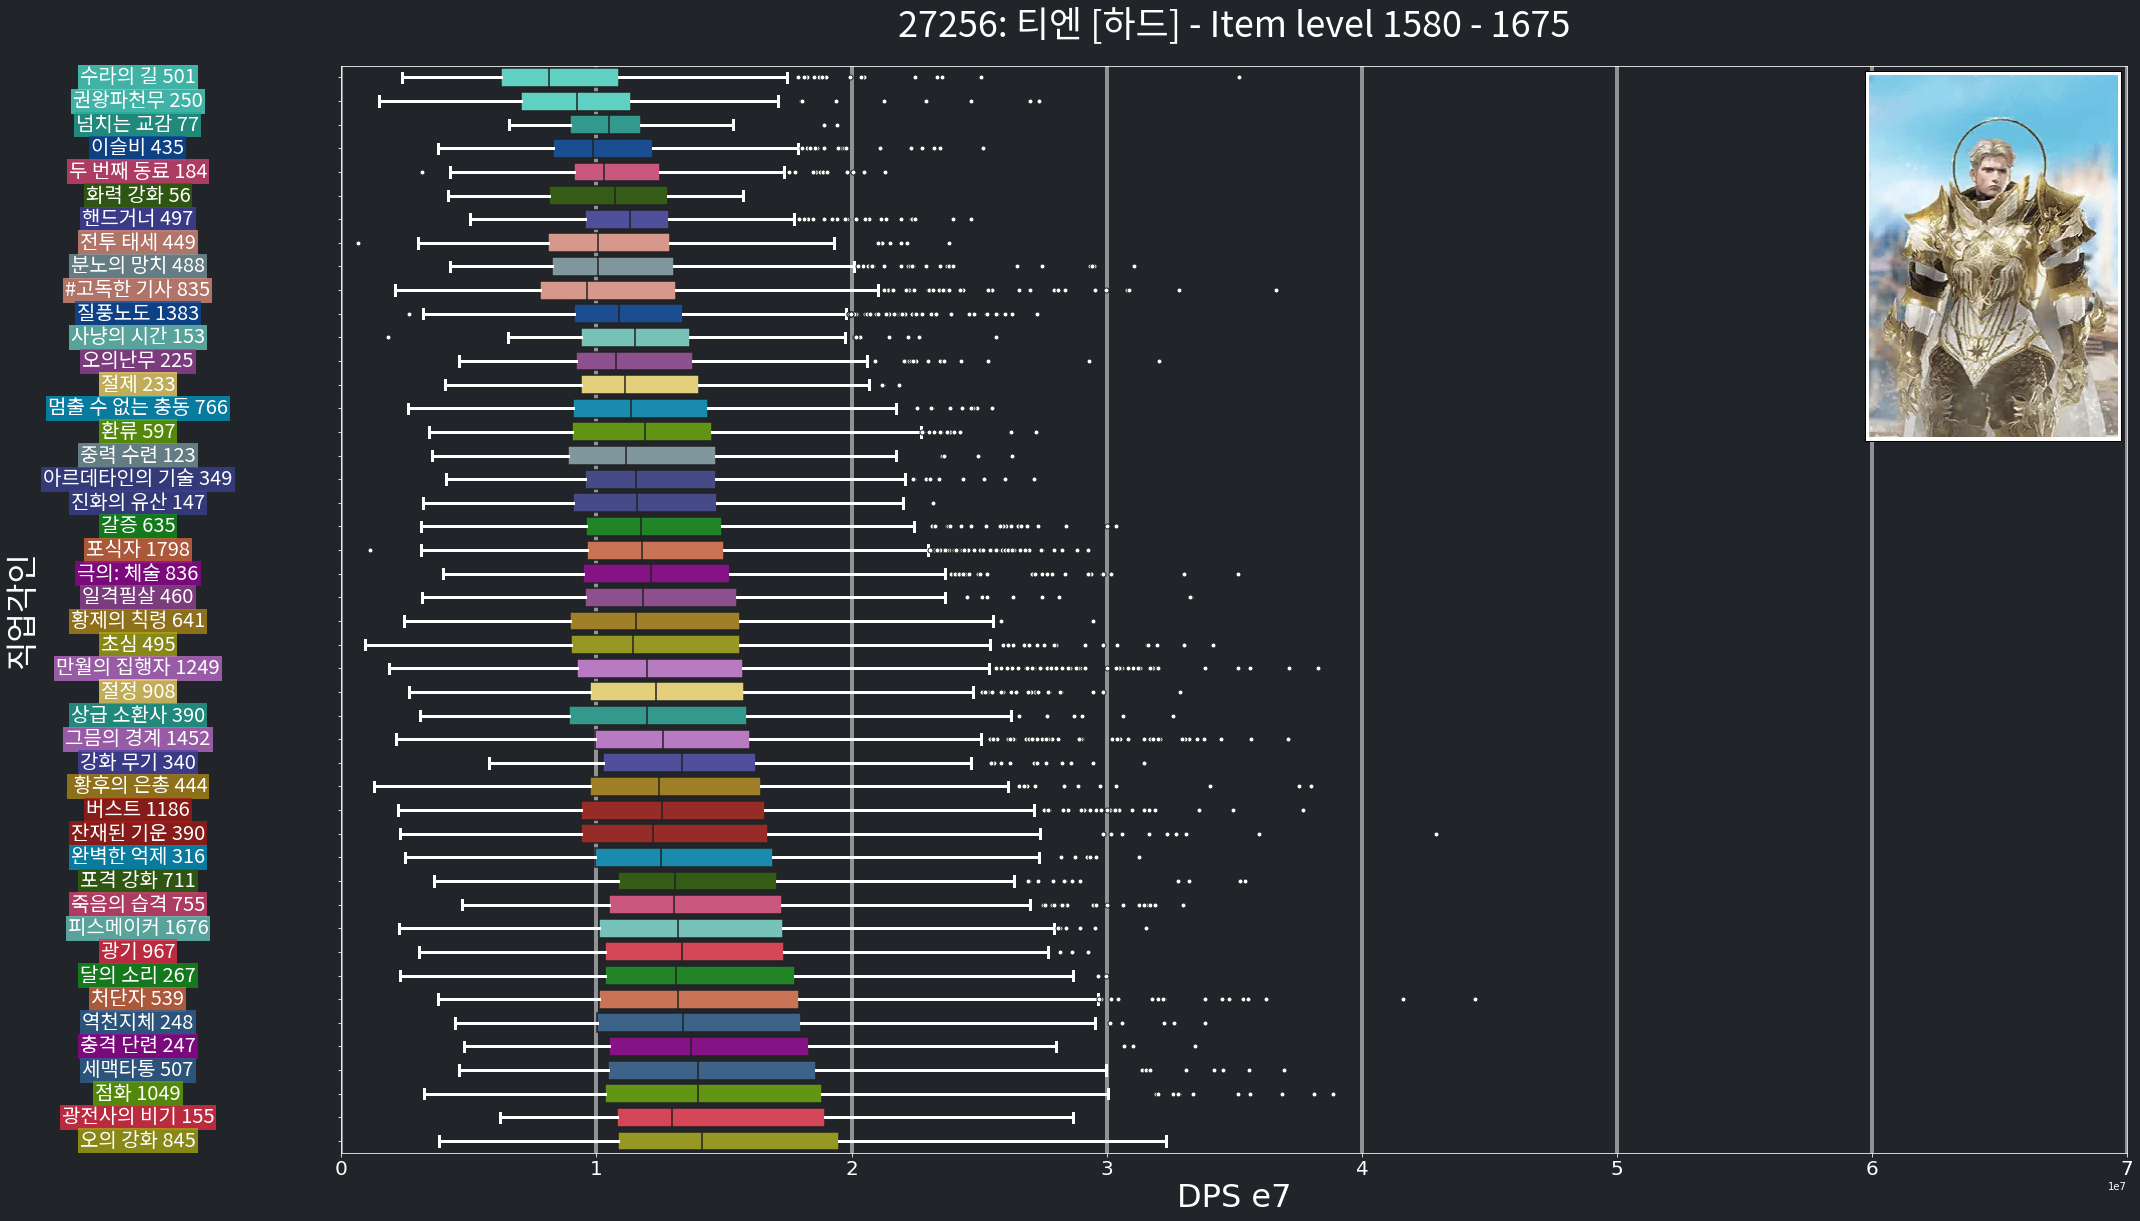 27256: 티엔 [하드] - Item level 1580 - 1675
수라의 길 501
권왕파천무 250
넘치는 교감 77
이슬비 435
두 번째 동료 184
화력 강화 56
핸드거너 497
전투 태세 449
분노의 망치 488
#고독한 기사 835
질풍노도 1383
사냥의 시간 153
오의난무 225
절제 233
멈출 수 없는 충동 766
환류 597
중력 수련 123
아르데타인의 기술 349
진화의 유산 147
갈증 635
포식자 1798
극의: 체술 836
일격필살 460
황제의 칙령 641
초심 495
만월의 집행자 1249
절정 908
상급 소환사 390
그믐의 경계 1452
강화 무기 340
황후의 은총 444
버스트 1186
잔재된 기운 390
완벽한 억제 316
포격 강화 711
죽음의 습격 755
피스메이커 1676
광기 967
달의 소리 267
처단자 539
역천지체 248
충격 단련 247
세맥타통 507
점화 1049
광전사의 비기 155
오의 강화 845
직업각인
0 1 2 3 4 5 6 7
DPS e7
1e7